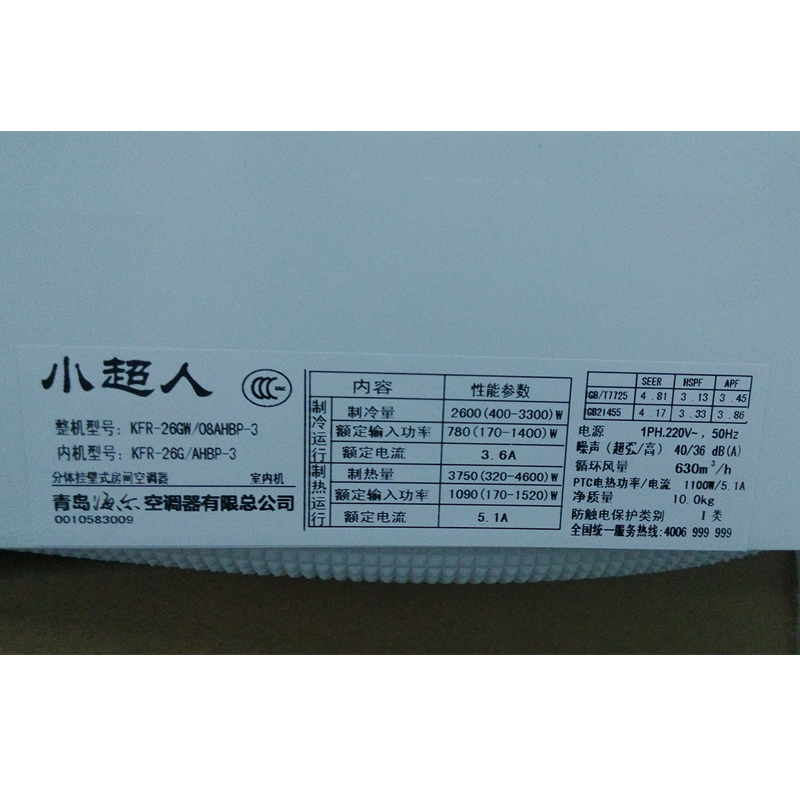 小超人
整机型号: KFR-26GW/08AHBP-3
内机型号: KFR-26G/AHBP-3
分体挂壁式房间空调器 室内机
青岛海尔空调器有限总公司
0010583009
内容 性能参数
制冷运行
制冷量 2600(400-3300)W
额定输入功率 780(170-1400)W
额定电流 3.6A
制热运行
制热量 3750(320-4600)W
额定输入功率 1090(170-1520)W
额定电流 5.1A
SEER HSPF APF
GB/T7725 4.81 3.13 3.45
GB21455 4.17 3.33 3.86
电源 1PH.220V~, 50Hz
噪声(超强/高) 40/36 dB(A)
循环风量 630m³/h
PTC电热功率/电流 1100W/5.1A
净质量 10.0kg
防触电保护类别 I 类
全国统一服务热线:4006 999 999